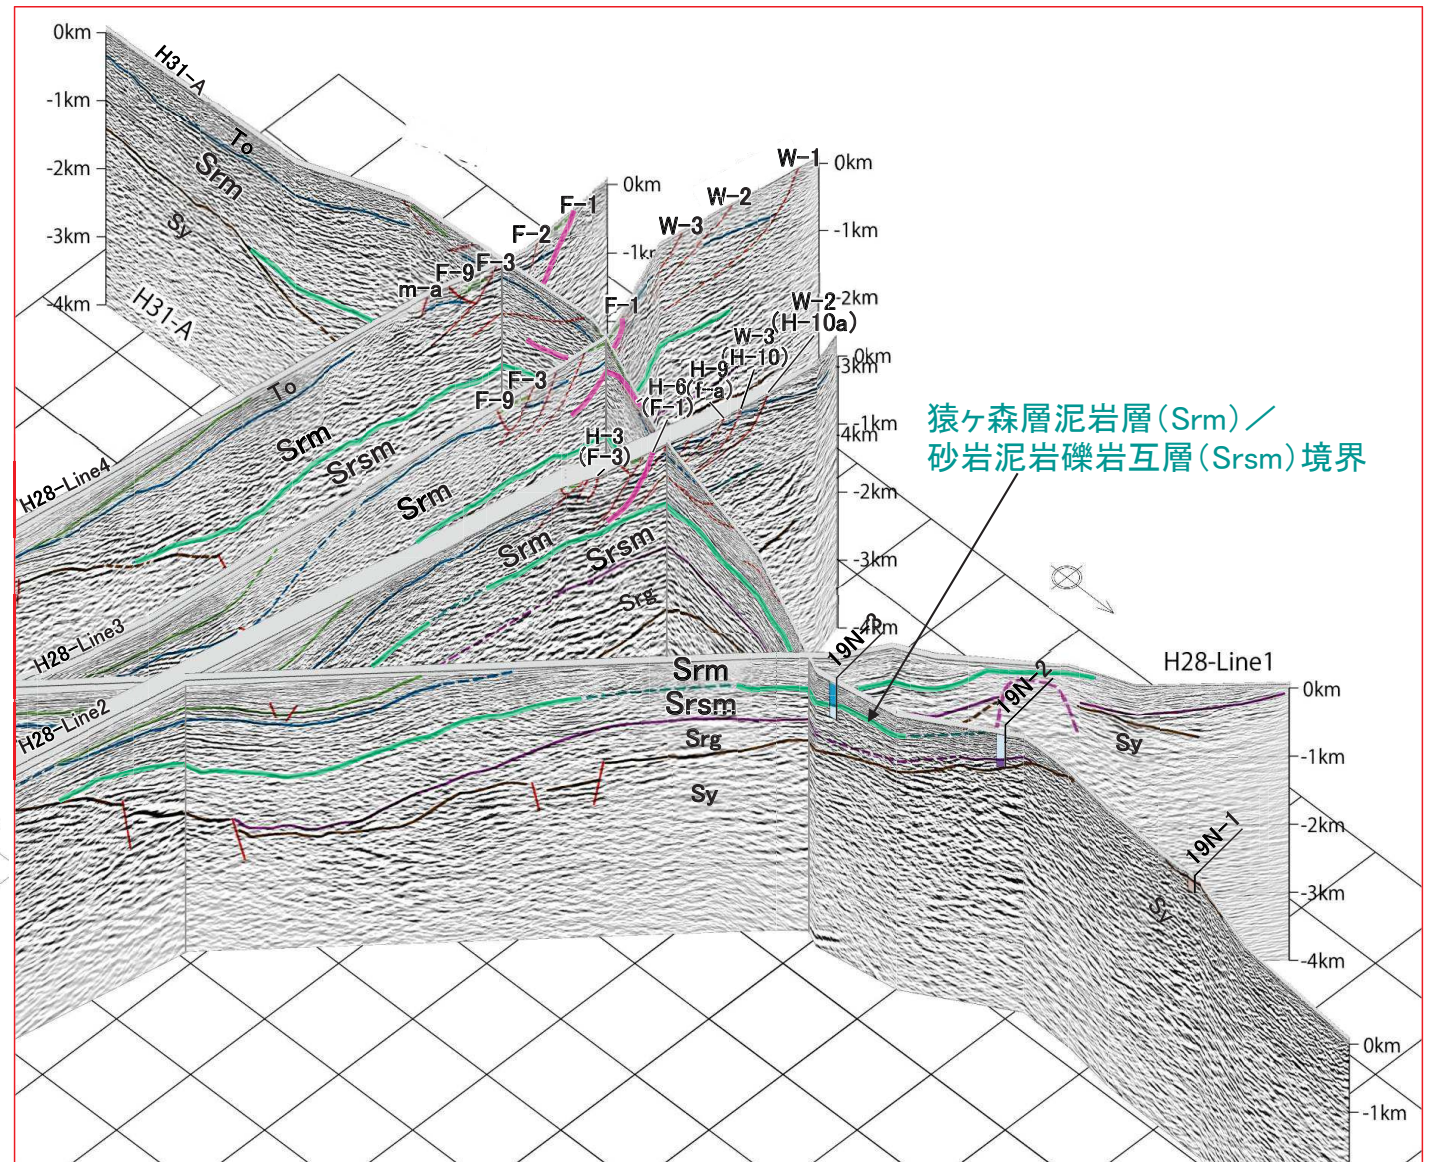 0km
-1km
-2km
-3km
-4km
H31-A
To
Srm
Sy
H31-A
0km
-1km
F-1
F-2
F-3
F-9
m-a
W-1
W-2
W-3
0km
-1km
-2km
-3km
-4km
F-1
W-2
(H-10a)
W-3
(H-10)
H-9
(f-a)
H-6
(F-1)
H-3
(F-3)
F-3
F-9
0km
-1km
-2km
-3km
-4km
猿ヶ森層泥岩層(Srm)/
砂岩泥岩礫岩互層(Srsm)境界
To
Srm
Srsm
H28-Line4
Srm
H28-Line3
Srm
Srsm
Srg
H28-Line2
Srm
Srsm
Srg
Sy
19N-3
19N-2
19N-1
H28-Line1
Sy
Sy
0km
-1km
-2km
-3km
-4km
0km
-1km